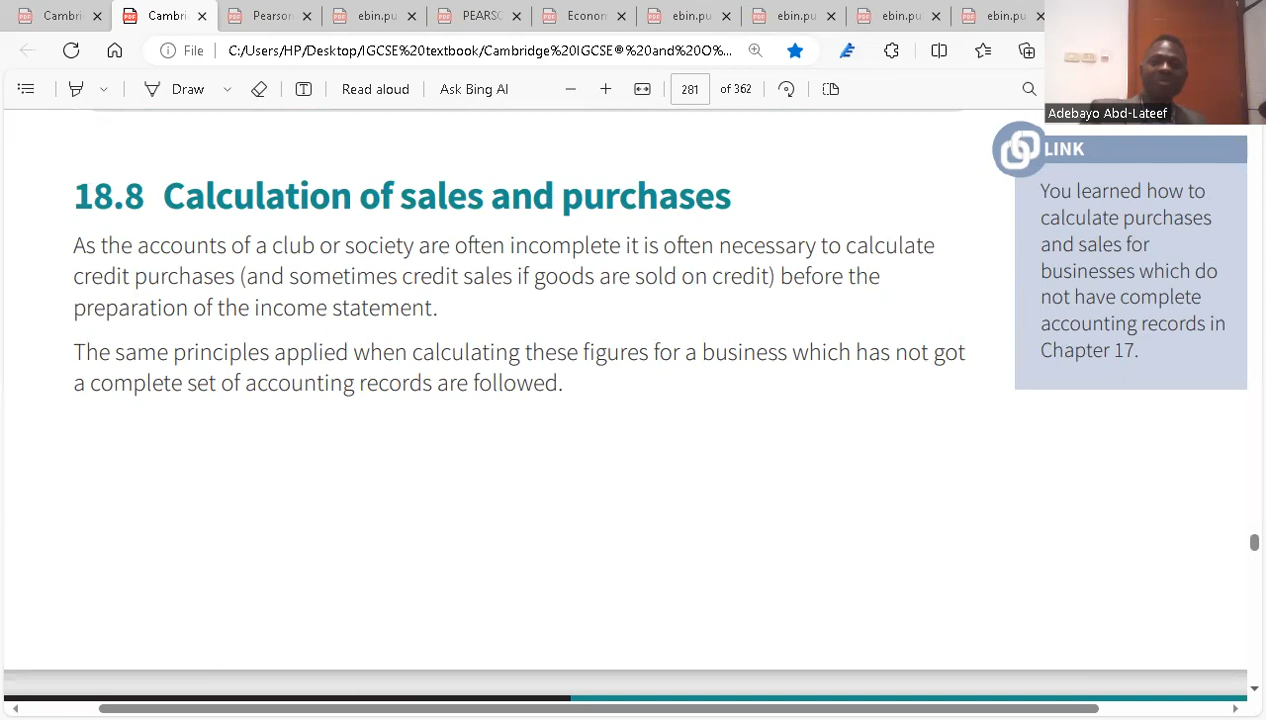 Cambri
Cambri
Pearson
ebin.pu
PEARSC
Econom
ebin.pu
ebin.pu
ebin.pu
ebin.pu
File
C:/Users/HP/Desktop/IGCSE%20textbook/Cambridge%20IGCSE®%20and%20O%...
Draw
Read aloud
Ask Bing AI
281
of 362
Adebayo Abd-Lateef
18.8 Calculation of sales and purchases
As the accounts of a club or society are often incomplete it is often necessary to calculate
credit purchases (and sometimes credit sales if goods are sold on credit) before the
preparation of the income statement.
The same principles applied when calculating these figures for a business which has not got
a complete set of accounting records are followed.
LINK
You learned how to
calculate purchases
and sales for
businesses which do
not have complete
accounting records in
Chapter 17.